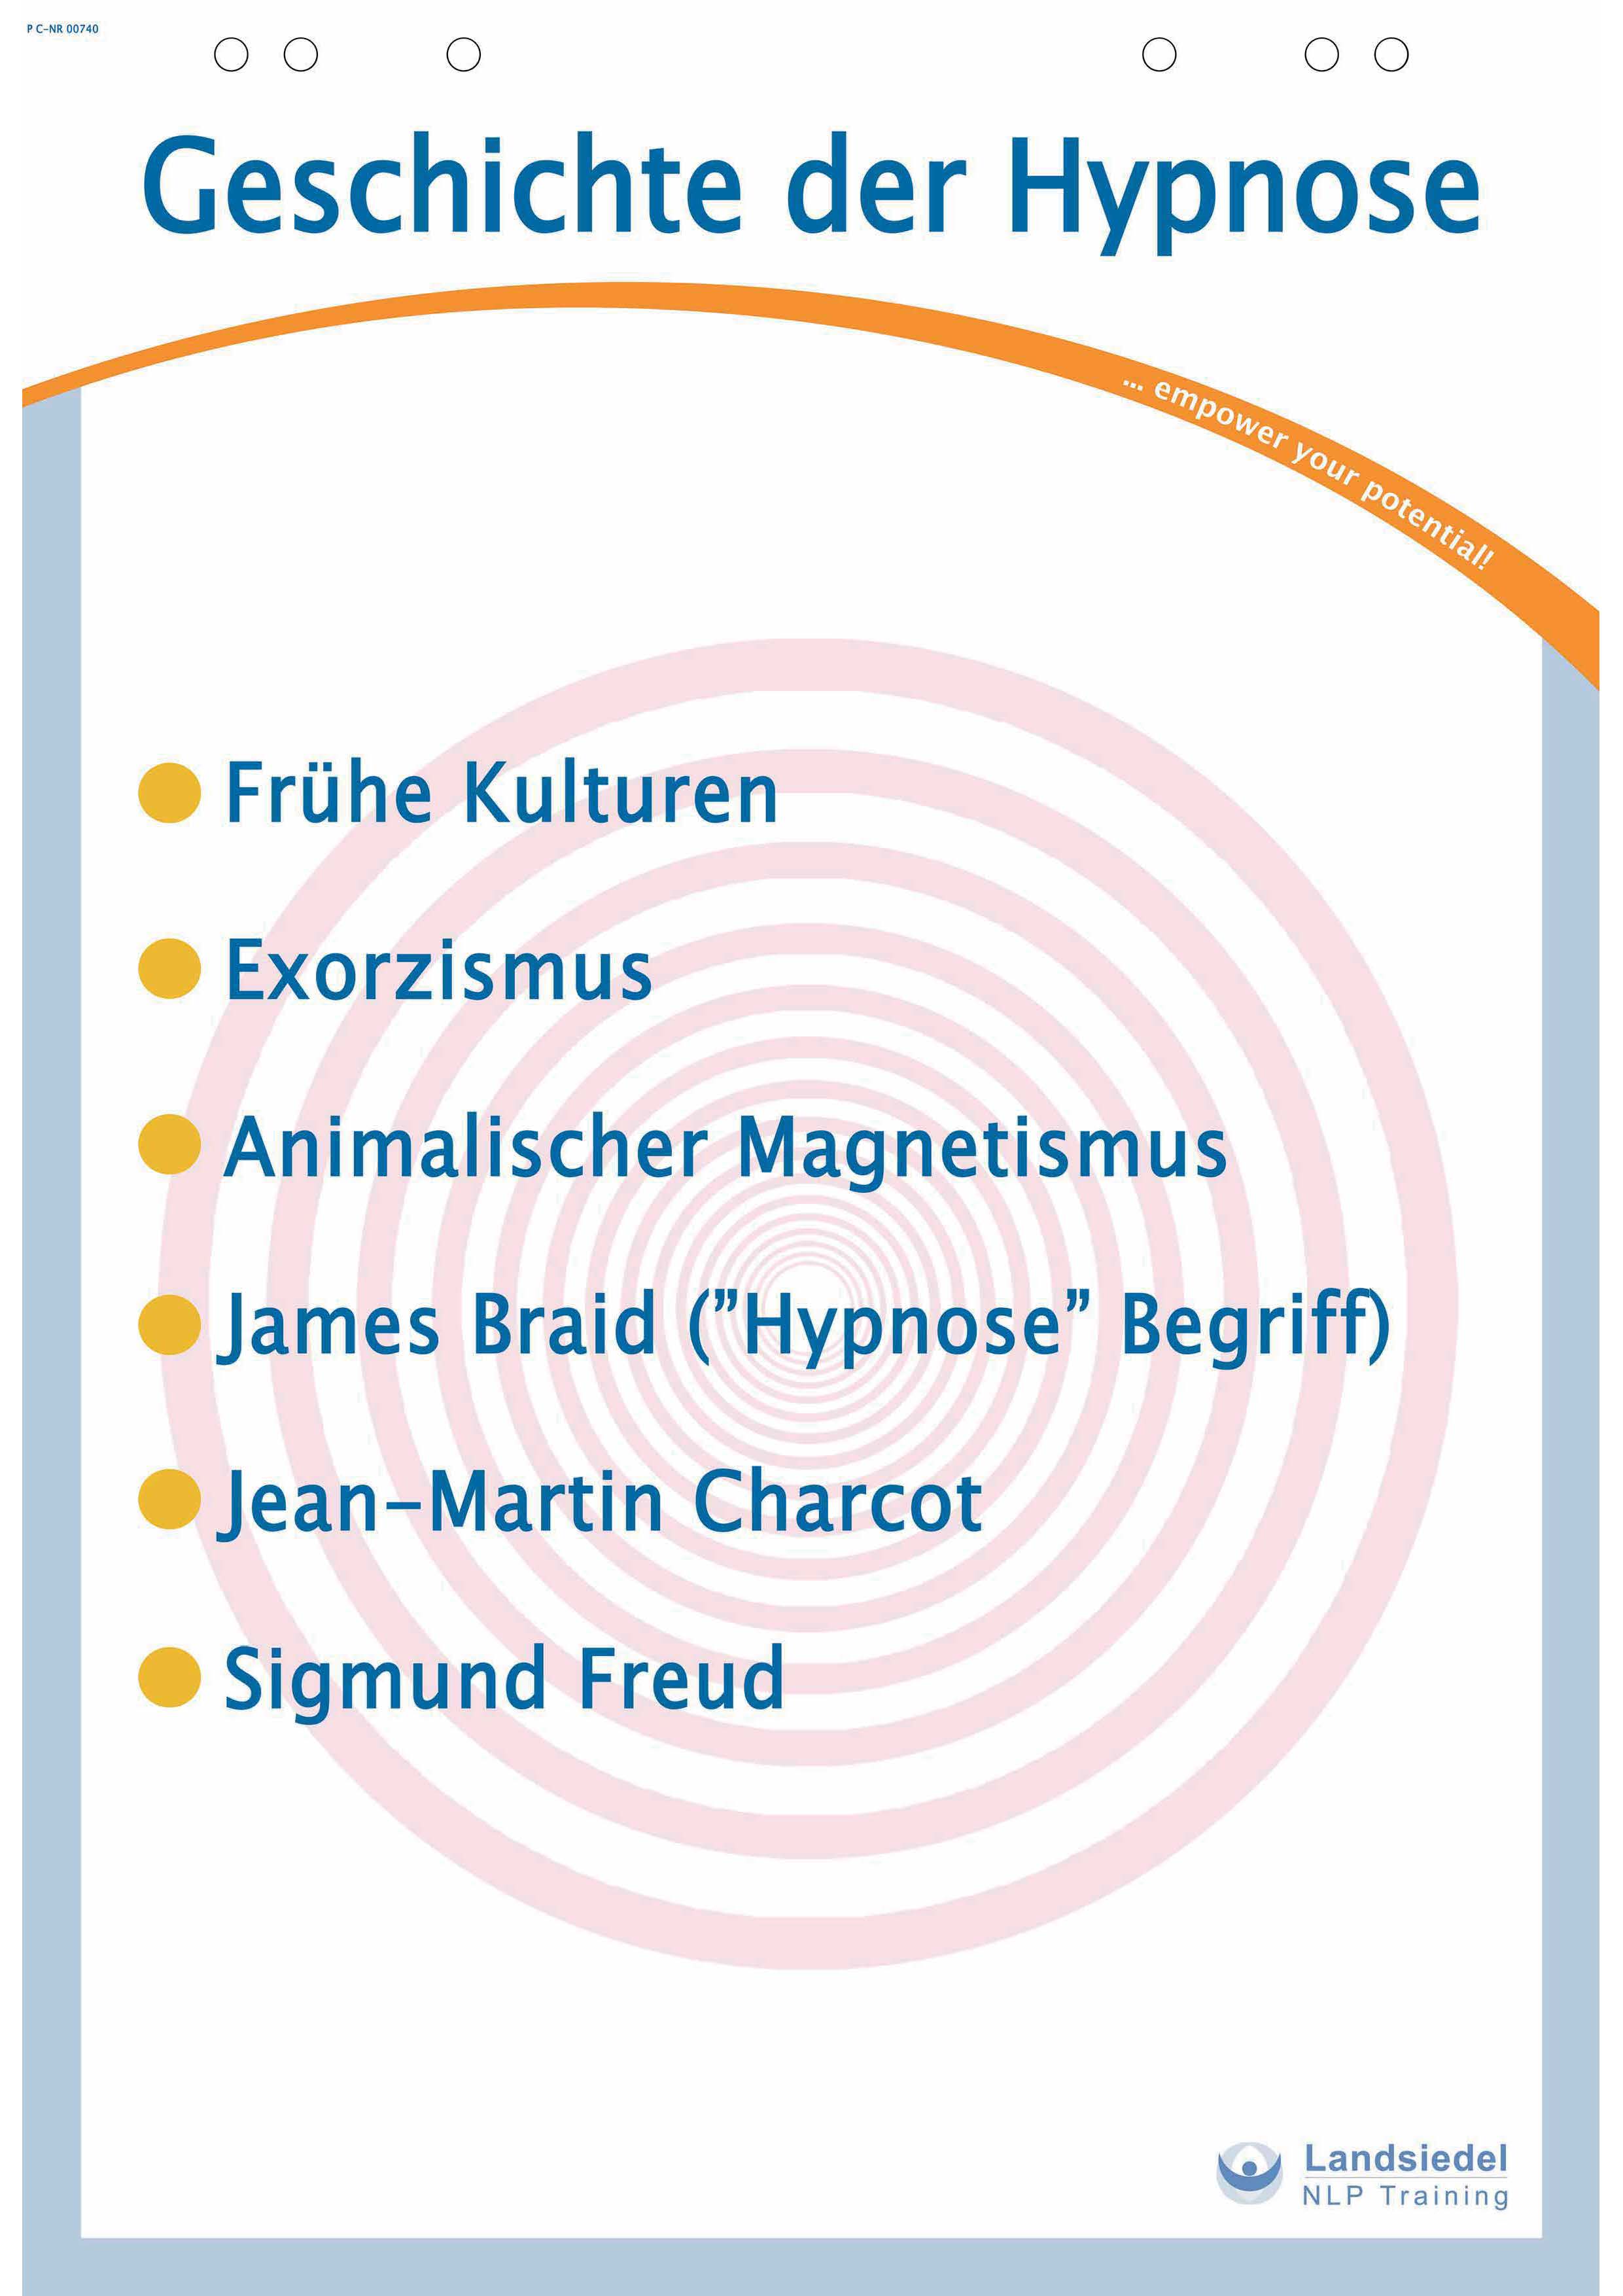 P C-NR 00740
Geschichte der Hypnose
... empower your potential!
Frühe Kulturen
Exorzismus
Animalischer Magnetismus
James Braid (”Hypnose” Begriff)
Jean-Martin Charcot
Sigmund Freud
Landsiedel
NLP Training